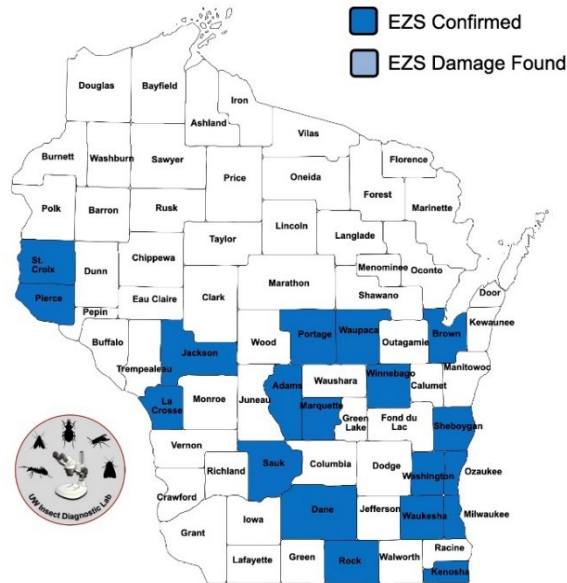 EZS Confirmed
EZS Damage Found
Douglas
Bayfield
Iron
Ashland
Vilas
Burnett
Washburn
Sawyer
Florence
Price
Oneida
Forest
Marinette
Polk
Barron
Rusk
Lincoln
Langlade
Taylor
St.
Croix
Dunn
Chippewa
Menominee
Oconto
Marathon
Pierce
Eau Claire
Clark
Shawano
Door
Pepin
Kewaunee
Buffalo
Wood
Portage
Waupaca
Brown
Outagamie
Jackson
Trempealeau
Manitowoc
Winnebago
Calumet
Adams
Waushara
La
Crosse
Monroe
Juneau
Marquette
Green
Lake
Fond du
Lac
Sheboygan
Vernon
Sauk
Columbia
Dodge
Washington
Ozaukee
Richland
Crawford
Dane
Jefferson
Waukesha
Milwaukee
Iowa
Grant
Racine
Lafayette
Green
Rock
Walworth
Kenosha
UW Insect Diagnostic Lab